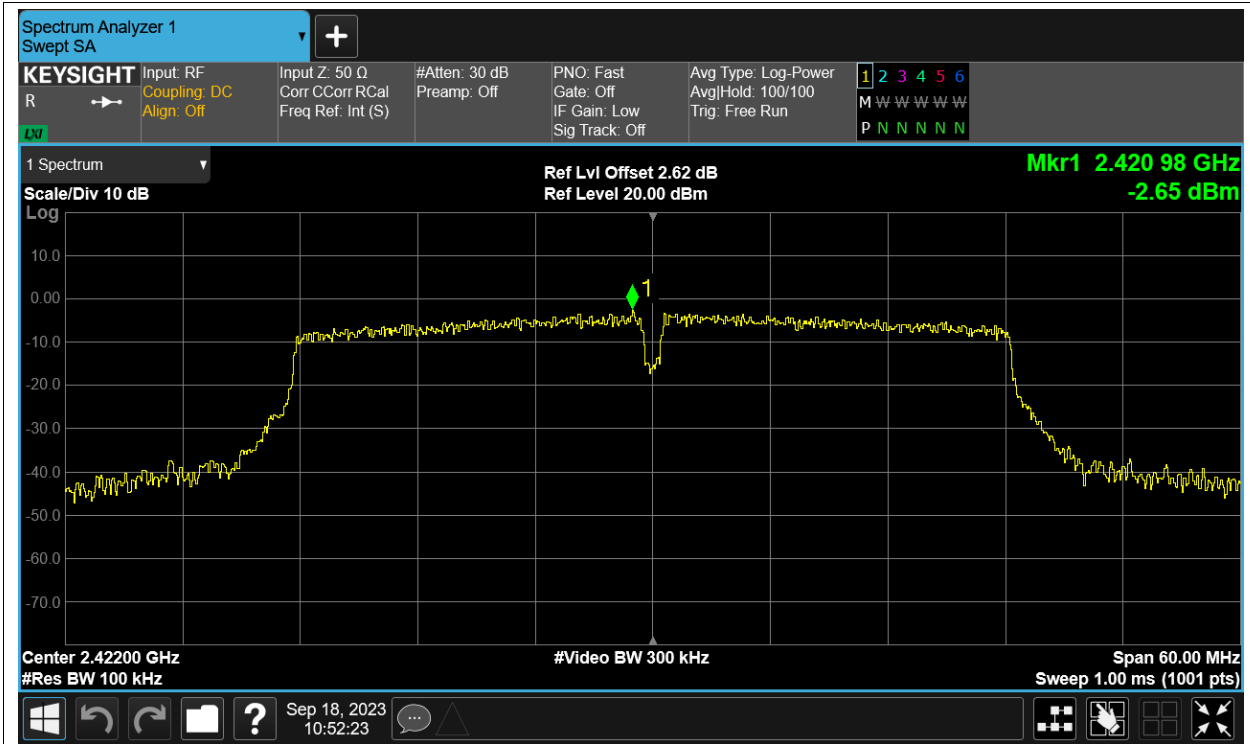 Spectrum Analyzer 1
Swept SA
+
KEYSIGHT
R
LXI
Input: RF
Coupling: DC
Align: Off
Input Z: 50 Ω
Corr CCorr RCal
Freq Ref: Int (S)
#Atten: 30 dB
Preamp: Off
PNO: Fast
Gate: Off
IF Gain: Low
Sig Track: Off
Avg Type: Log-Power
Avg|Hold: 100/100
Trig: Free Run
1 2 3 4 5 6
M W W W W W
P N N N N N
1 Spectrum
Scale/Div 10 dB
Log
Ref Lvl Offset 2.62 dB
Ref Level 20.00 dBm
Mkr1 2.420 98 GHz
-2.65 dBm
1
10.0
0.00
-10.0
-20.0
-30.0
-40.0
-50.0
-60.0
-70.0
Center 2.42200 GHz
#Video BW 300 kHz
Span 60.00 MHz
#Res BW 100 kHz
Sweep 1.00 ms (1001 pts)
?
Sep 18, 2023
10:52:23